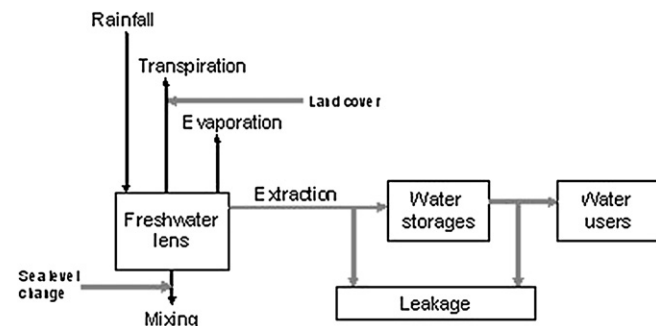 Rainfall
Transpiration
Land cover
Evaporation
Extraction
Freshwater
lens
Water
storages
Water
users
Sea level
change
Mixing
Leakage